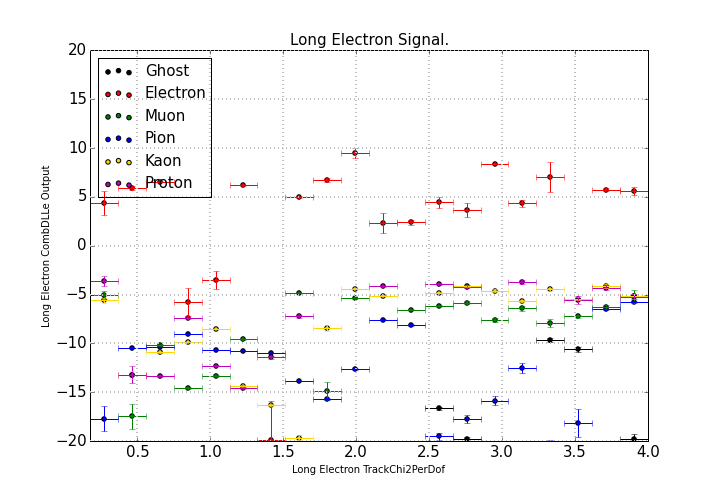 Long Electron Signal.
20
15
10
5
0
−5
−10
−15
−20
Long Electron CombDLLe Output
Ghost
Electron
Muon
Pion
Kaon
Proton
0.5 1.0 1.5 2.0 2.5 3.0 3.5 4.0
Long Electron TrackChi2PerDof